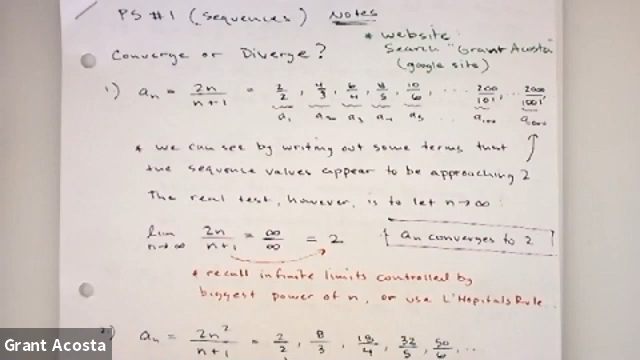 PS #1 (Sequences) Notes
* website:
Search "Grant Acosta"
(google site)
Converge or Diverge?
1) an = 2n/n+1 = 2/2, 4/3, 6/4, 8/5, 10/6, ... 200/101, ... 2000/1001, ...
a1 a2 a3 a4 a5 a100 a1000
* we can see by writing out some terms that
the sequence values appear to be approaching 2
The real test, however, is to let n→∞:
lim n→∞ 2n/n+1 = ∞/∞ = 2
an converges to 2
* recall infinite limits controlled by
biggest power of n, or use L'Hopitals Rule.
2) an = 2n²/n+1 = 2/2, 8/3, 18/4, 32/5, 50/6, ...
Grant Acosta